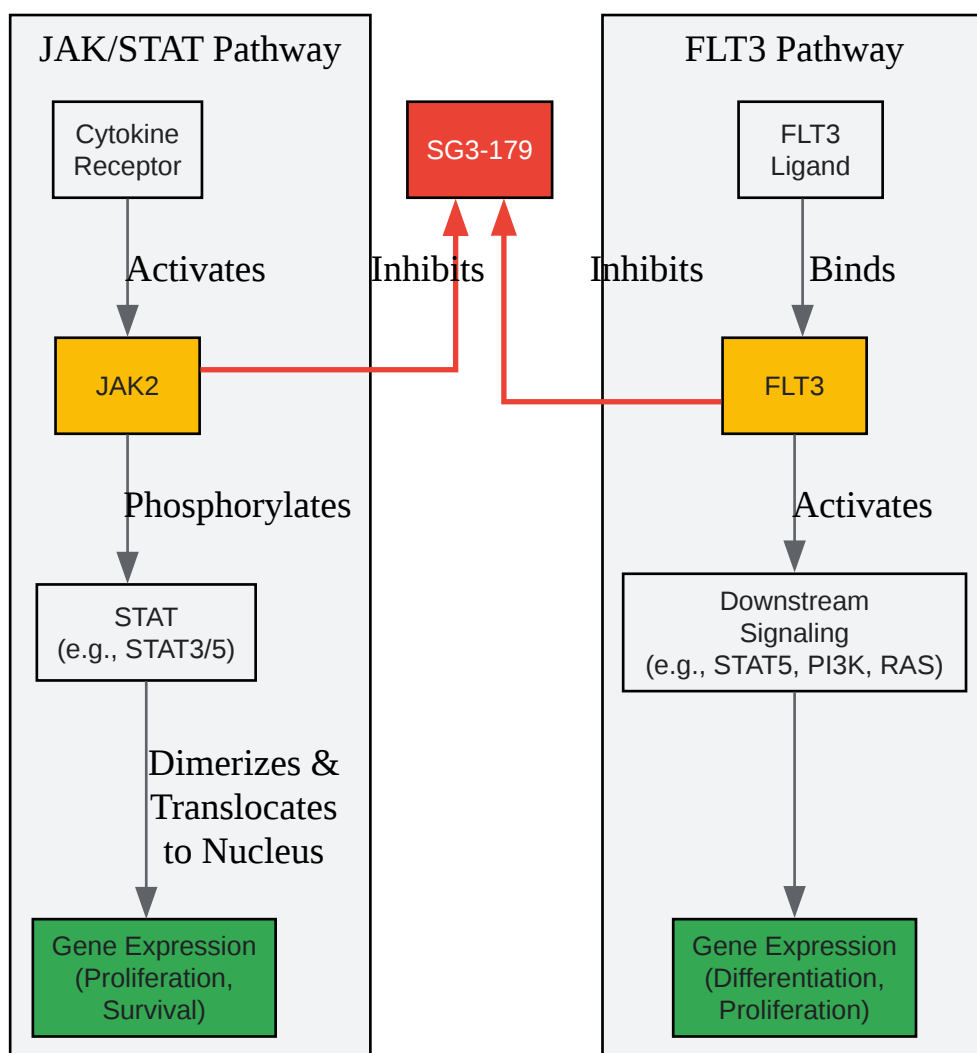 JAK/STAT Pathway
Cytokine
Receptor
Activates
JAK2
Phosphorylates
STAT
(e.g., STAT3/5)
Dimerizes &
Translocates
to Nucleus
Gene Expression
(Proliferation,
Survival)
SG3-179
Inhibits
Inhibits
FLT3 Pathway
FLT3
Ligand
Binds
FLT3
Activates
Downstream
Signaling
(e.g., STAT5, PI3K, RAS)
Gene Expression
(Differentiation,
Proliferation)